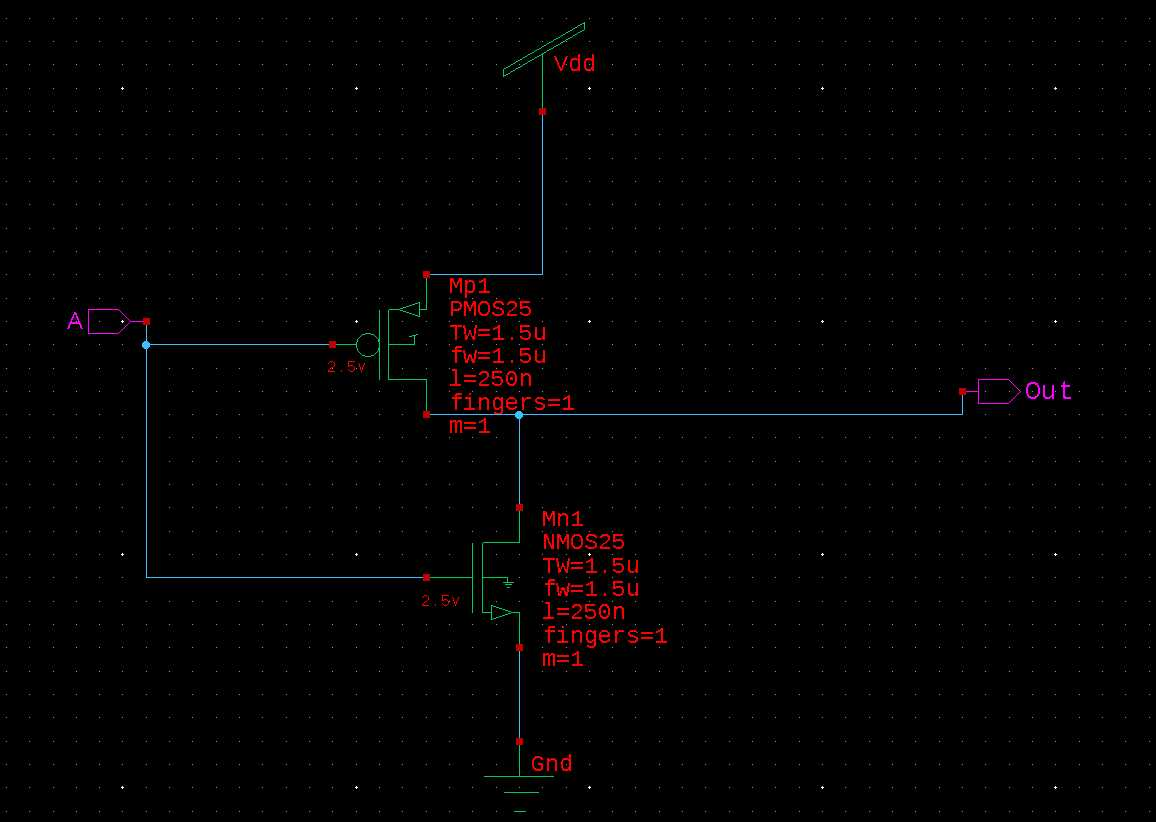 Vdd
Mp1
PMOS25
TW=1.5u
fw=1.5u
l=250n
fingers=1
m=1
A
2.5v
Out
Mn1
NMOS25
TW=1.5u
fw=1.5u
l=250n
fingers=1
m=1
2.5v
Gnd